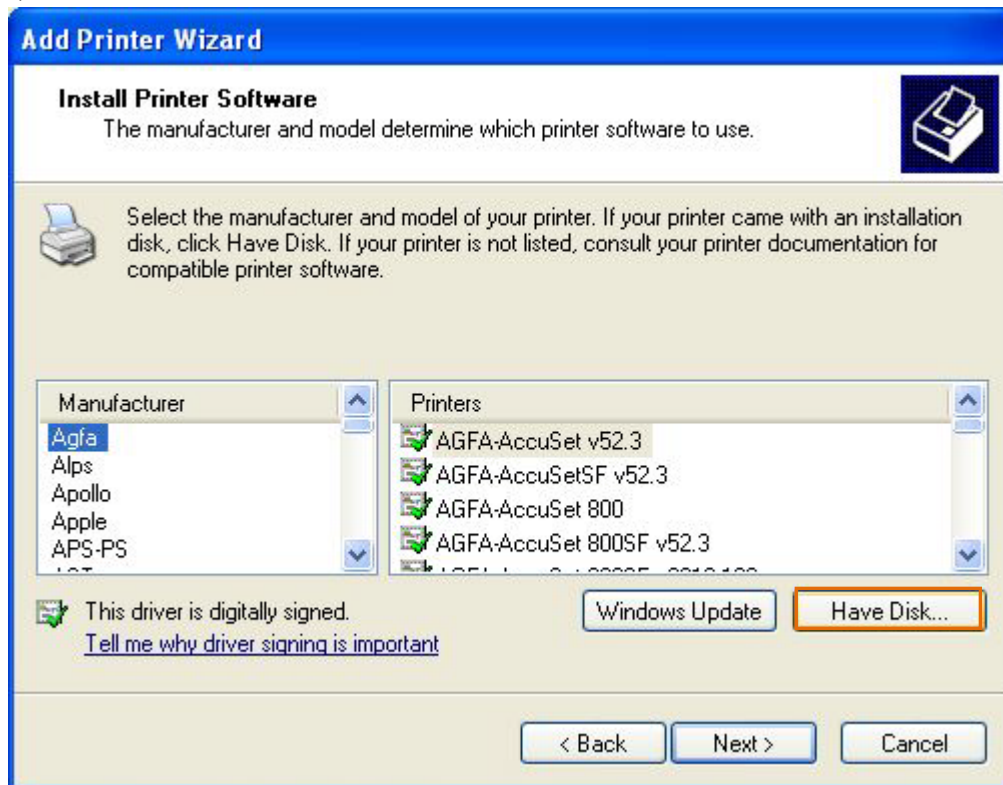 Add Printer Wizard
Install Printer Software
The manufacturer and model determine which printer software to use.
Select the manufacturer and model of your printer. If your printer came with an installation
disk, click Have Disk. If your printer is not listed, consult your printer documentation for
compatible printer software.
Manufacturer
Agfa
Alps
Apollo
Apple
APS-PS
Printers
AGFA-AccuSet v52.3
AGFA-AccuSetSF v52.3
AGFA-AccuSet 800
AGFA-AccuSet 800SF v52.3
This driver is digitally signed.
Tell me why driver signing is important
Windows Update
Have Disk...
< Back
Next >
Cancel